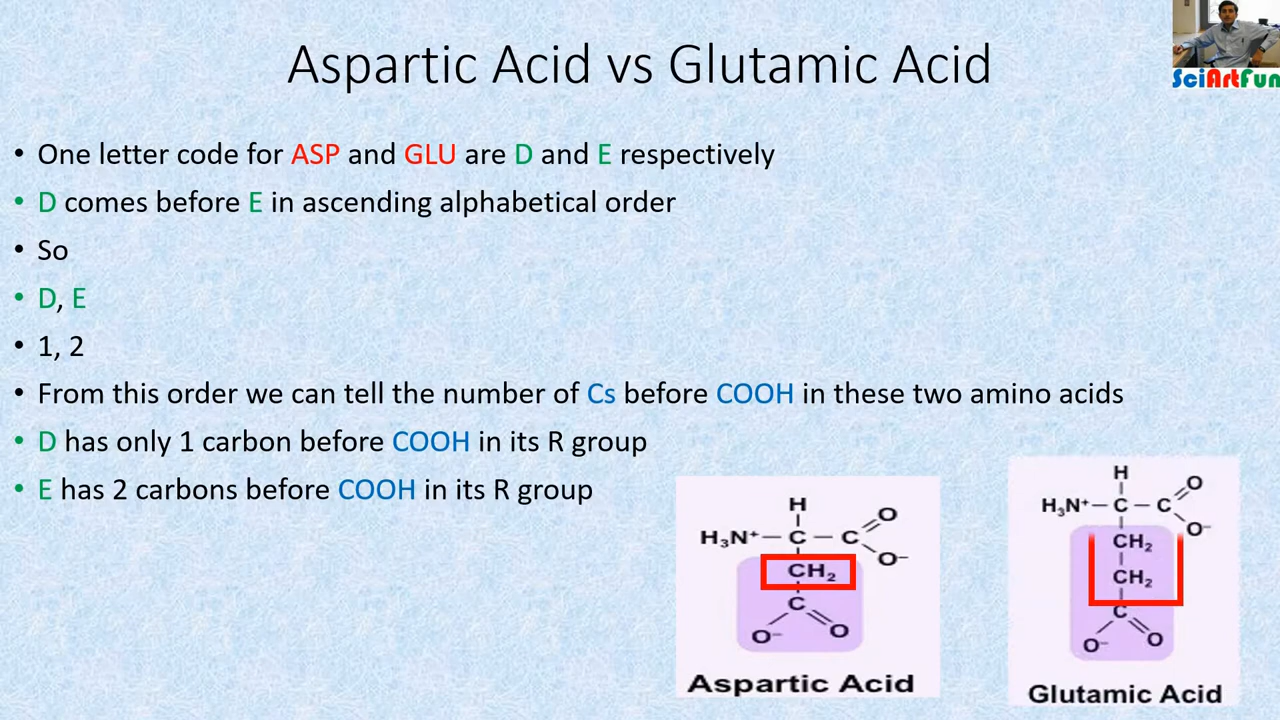 Aspartic Acid vs Glutamic Acid
SciArtFun
• One letter code for ASP and GLU are D and E respectively
• D comes before E in ascending alphabetical order
• So
• D, E
• 1, 2
• From this order we can tell the number of Cs before COOH in these two amino acids
• D has only 1 carbon before COOH in its R group
• E has 2 carbons before COOH in its R group
H
H₃N⁺ — C — C O
O⁻
CH₂
C
O⁻ O
Aspartic Acid
H
H₃N⁺ — C — C O
O⁻
CH₂
CH₂
C
O⁻ O
Glutamic Acid